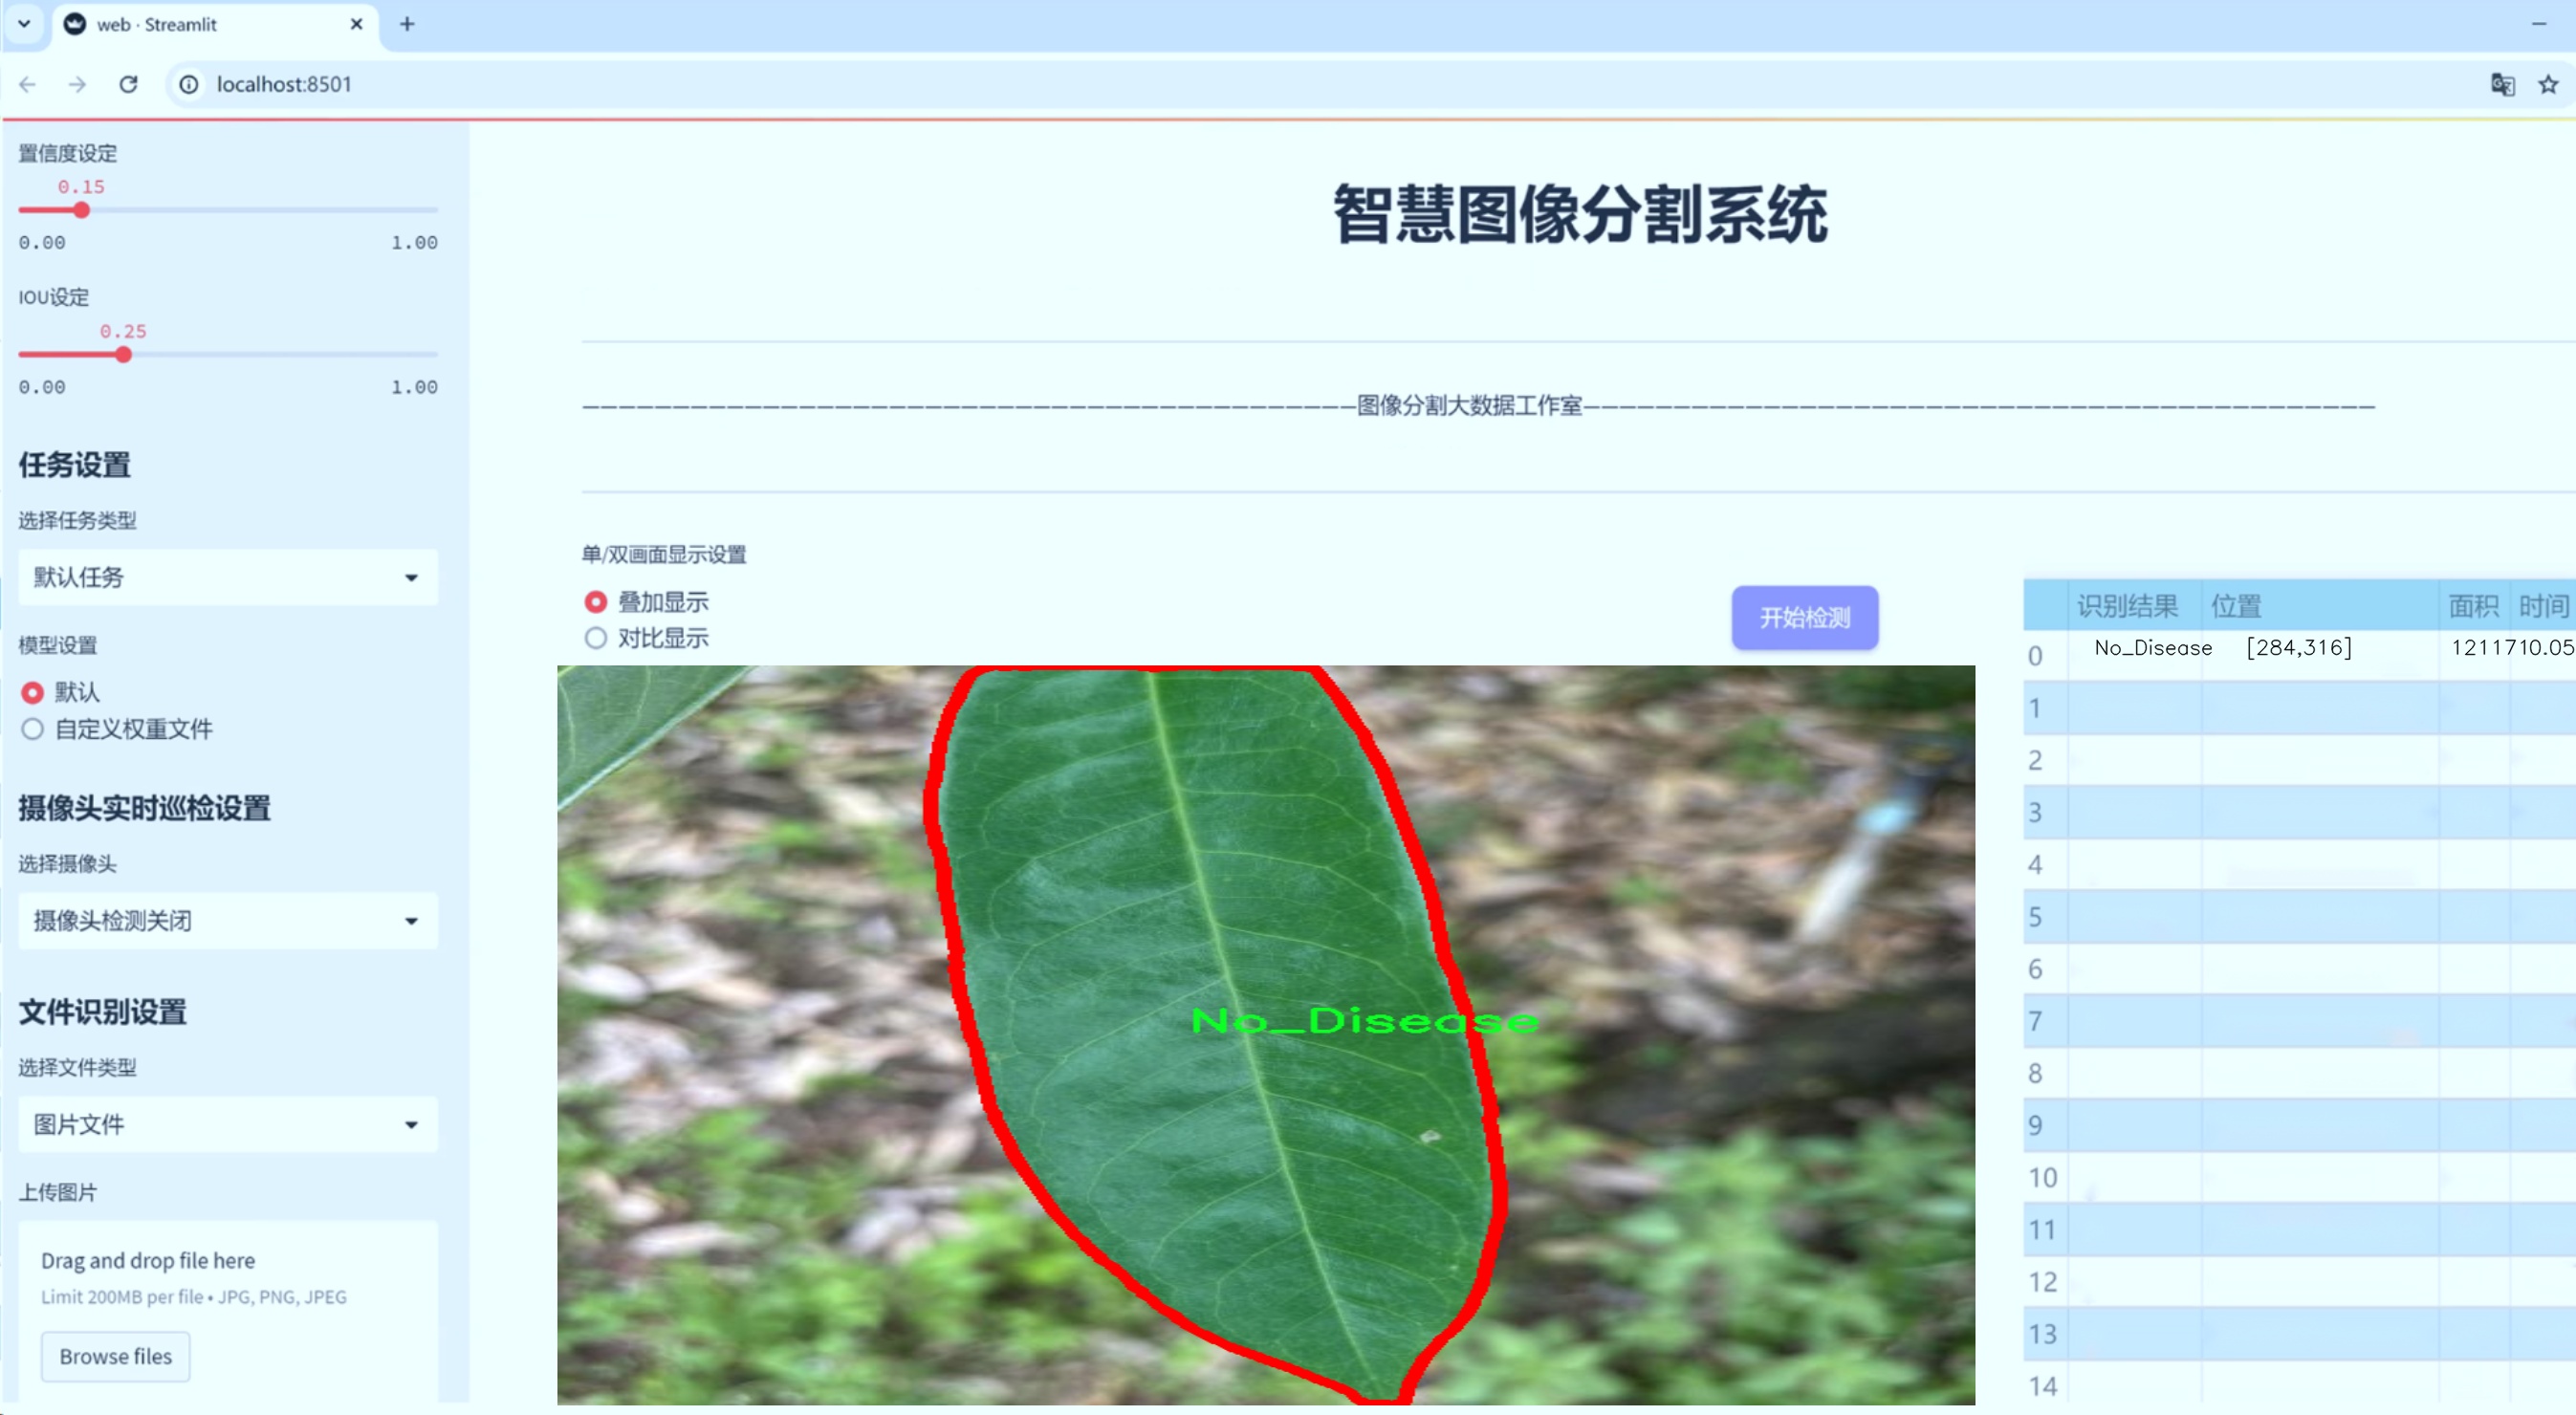 web · Streamlit
localhost:8501
置信度设定
0.15
0.00 1.00
IOU设定
0.25
0.00 1.00
任务设置
选择任务类型
默认任务
模型设置
默认
自定义权重文件
摄像头实时巡检设置
选择摄像头
摄像头检测关闭
文件识别设置
选择文件类型
图片文件
上传图片
Drag and drop file here
Limit 200MB per file • JPG, PNG, JPEG
Browse files
智慧图像分割系统
———————————————————————————————————————————图像分割大数据工作室————————————————————————————————————————————
单/双画面显示设置
叠加显示
对比显示
开始检测
No_Disease
识别结果 位置 面积 时间
0 No_Disease [284,316] 1211710.05
1
2
3
4
5
6
7
8
9
10
11
12
13
14